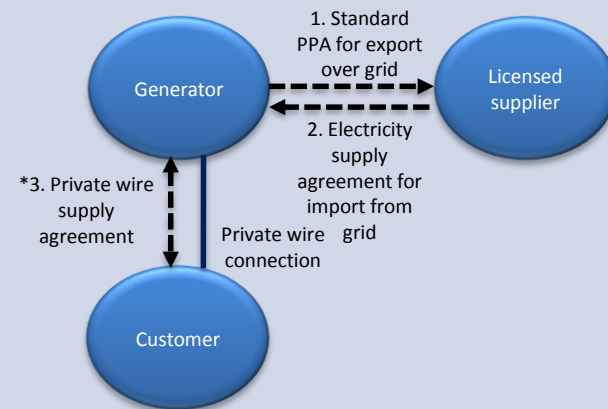 1. Standard
PPA for export
over grid
Generator
Licensed
supplier
2. Electricity
supply
agreement for
import from
grid
*3. Private wire
supply
agreement
Private wire
connection
Customer